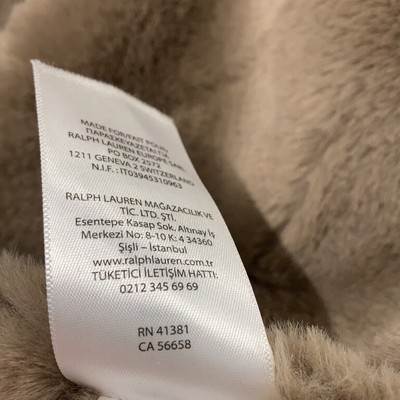 MADE FOR/FAIT POUR/
ΠΑΡΑΣΚΕΥΑΖΕΤΑΙ ΓΙΑ
RALPH LAUREN EUROPE SARL
PO BOX 2572
1211 GENEVA 2 SWITZERLAND
N.I.F. : IT03945310963
RALPH LAUREN MAĞAZACILIK VE
TİC. LTD. ŞTİ.
Esentepe Kasap Sok. Altınay İş
Merkezi No: 8-10 K: 4 34360
Şişli – İstanbul
www.ralphlauren.com.tr
TÜKETİCİ İLETİŞİM HATTI:
0212 345 69 69
RN 41381
CA 56658